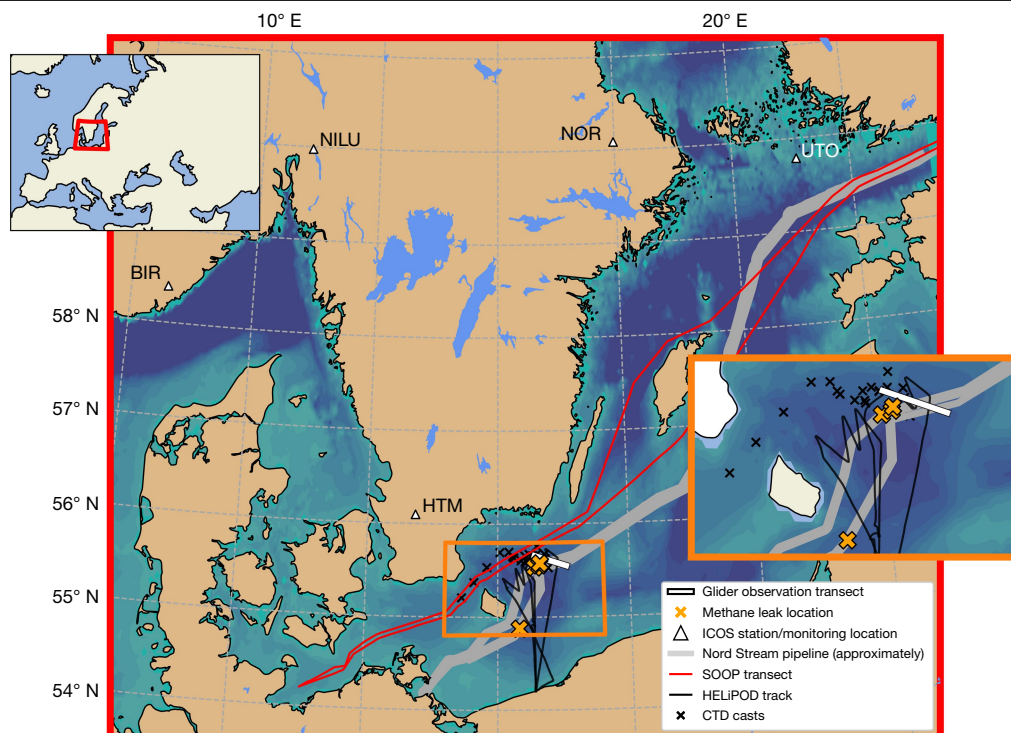 10° E
20° E
NILU
NOR
UTO
BIR
58° N
57° N
56° N
HTM
55° N
54° N
Glider observation transect
Methane leak location
ICOS station/monitoring location
Nord Stream pipeline (approximately)
SOOP transect
HELiPOD track
CTD casts